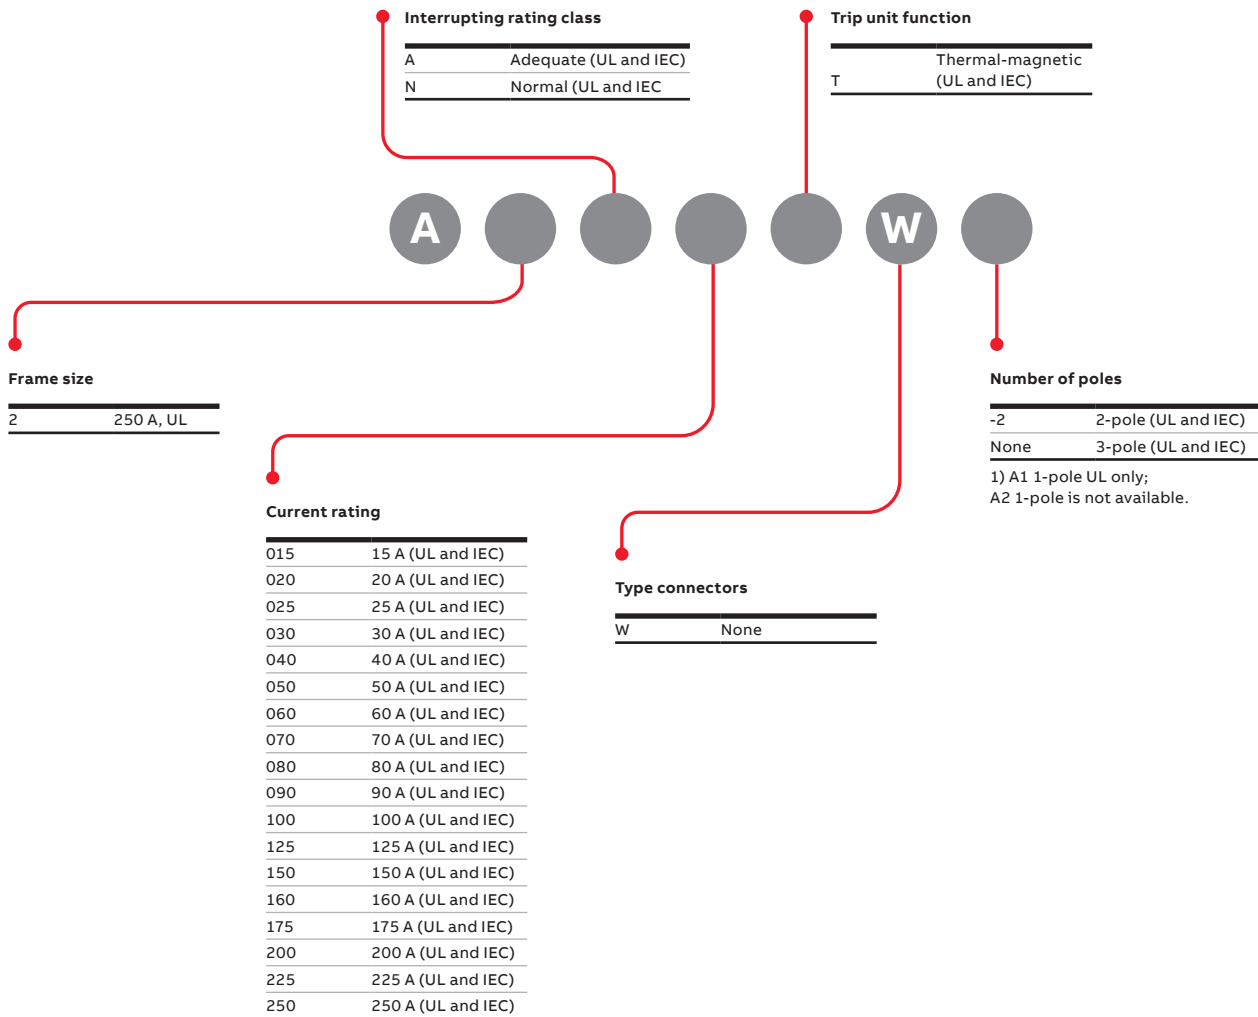 Interrupting rating class
A Adequate (UL and IEC)
N Normal (UL and IEC
Trip unit function
Thermal-magnetic
T (UL and IEC)
A W
Frame size
2 250 A, UL
Number of poles
-2 2-pole (UL and IEC)
None 3-pole (UL and IEC)
1) A1 1-pole UL only;
A2 1-pole is not available.
Current rating
015 15 A (UL and IEC)
020 20 A (UL and IEC)
025 25 A (UL and IEC)
030 30 A (UL and IEC)
040 40 A (UL and IEC)
050 50 A (UL and IEC)
060 60 A (UL and IEC)
070 70 A (UL and IEC)
080 80 A (UL and IEC)
090 90 A (UL and IEC)
100 100 A (UL and IEC)
125 125 A (UL and IEC)
150 150 A (UL and IEC)
160 160 A (UL and IEC)
175 175 A (UL and IEC)
200 200 A (UL and IEC)
225 225 A (UL and IEC)
250 250 A (UL and IEC)
Type connectors
W None